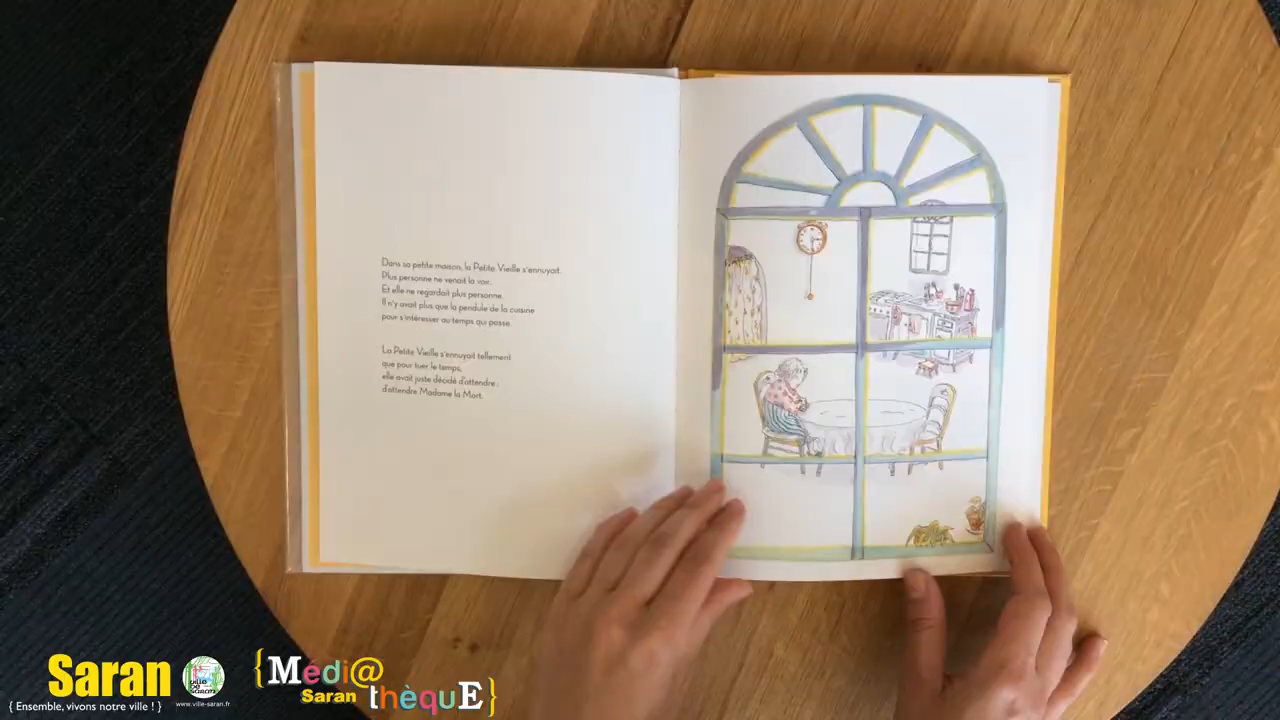 Dans sa petite maison, la Petite Vieille s'ennuyait.
Plus personne ne venait la voir.
Et elle ne regardait plus personne.
Il n'y avait plus que la pendule de la cuisine
pour s'intéresser au temps qui passe.
La Petite Vieille s'ennuyait tellement
que pour tuer le temps,
elle avait juste décidé d'attendre :
d'attendre Madame la Mort.
Saran
{ Ensemble, vivons notre ville ! }
ville de
SARAN
www.ville-saran.fr
{Médi@
Saran thèquE}